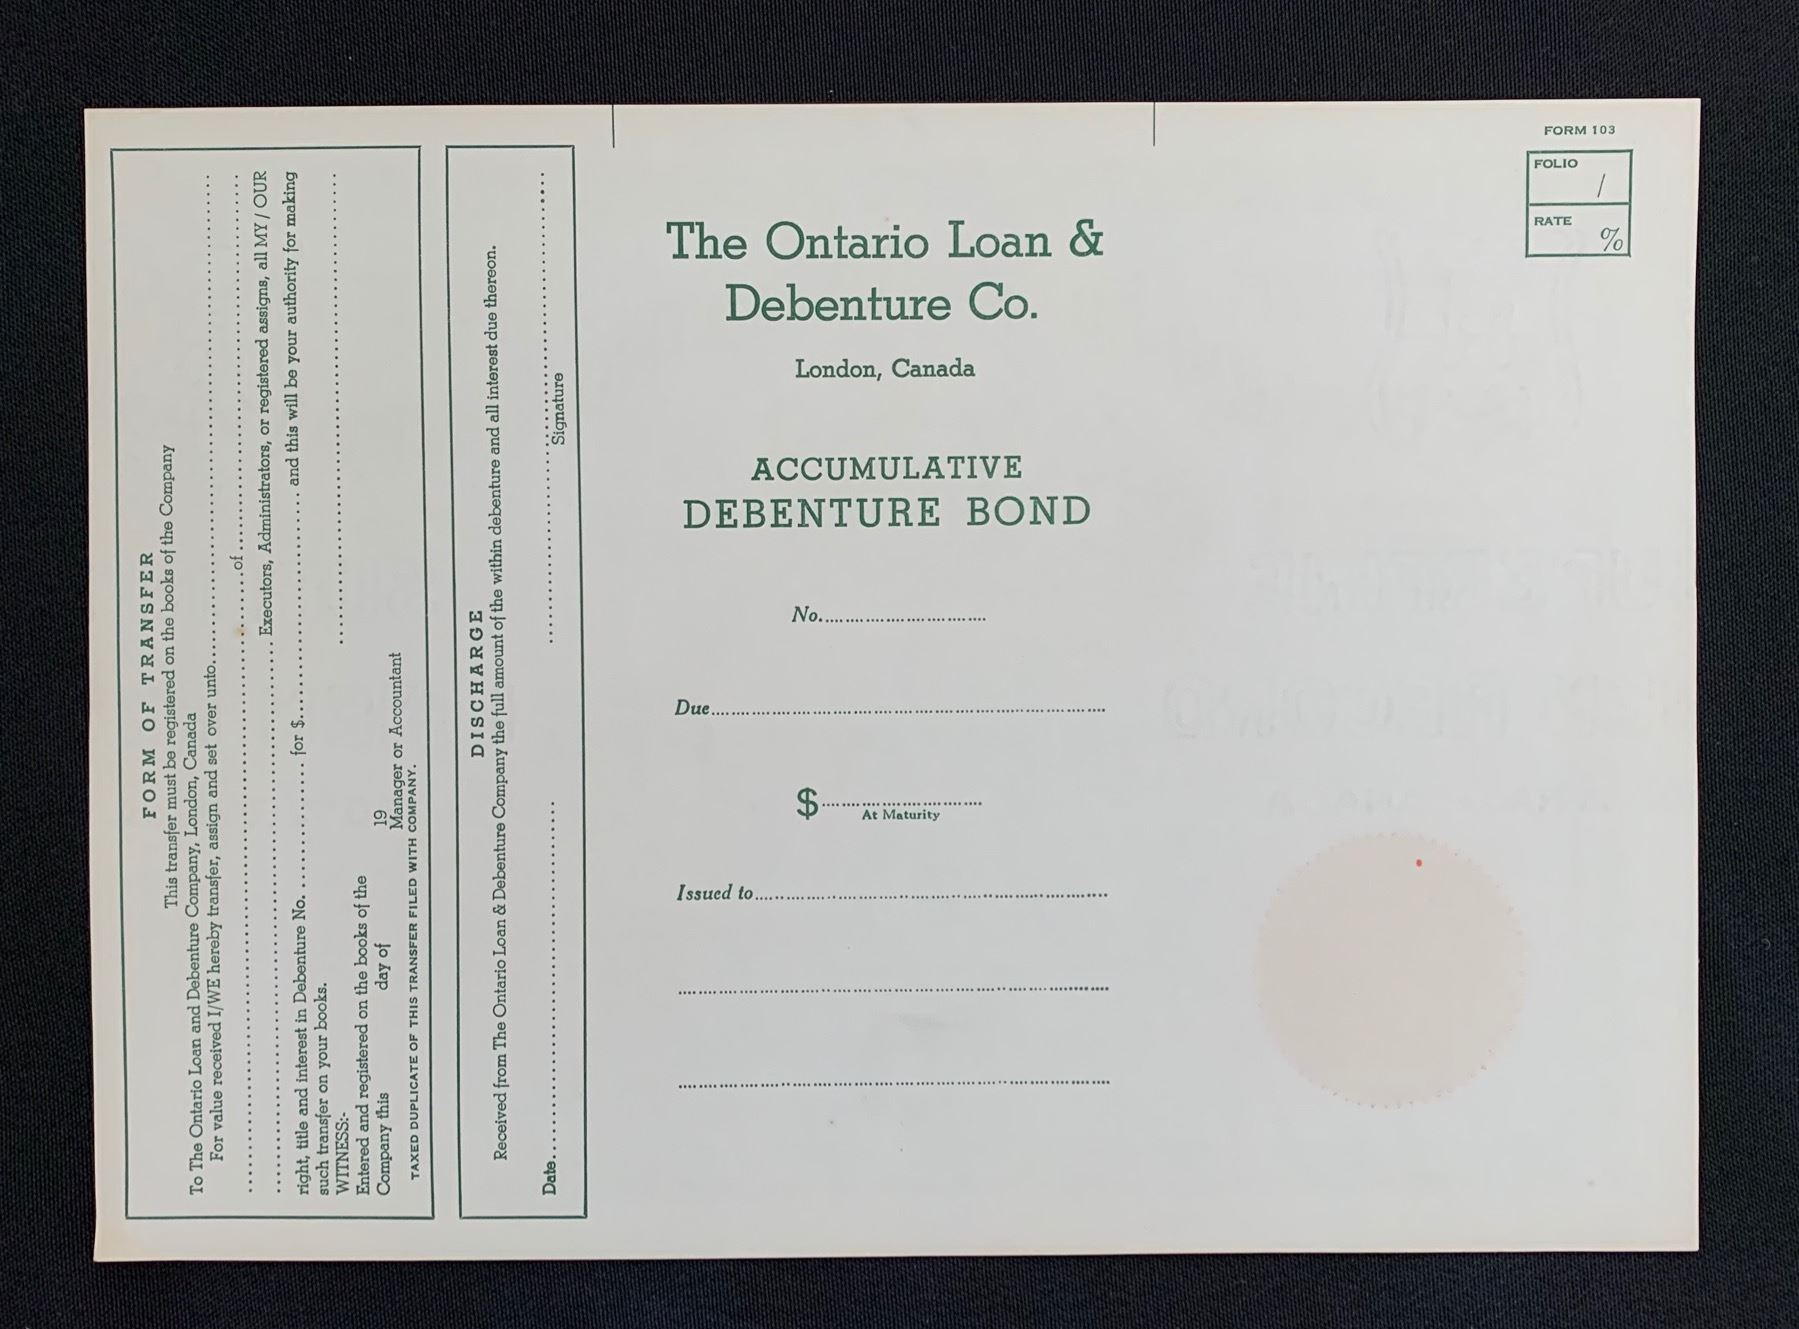 FORM OF TRANSFER
This transfer must be registered on the books of the Company
To The Ontario Loan and Debenture Company, London, Canada
For value received I/WE hereby transfer, assign and set over unto....................
....................of....................
....................Executors, Administrators, or registered assigns, all MY / OUR
right, title and interest in Debenture No. .................... for $.................... and this will be your authority for making
such transfer on your books.
WITNESS:- ....................
Entered and registered on the books of the
Company this day of 19
Manager or Accountant
TAXED DUPLICATE OF THIS TRANSFER FILED WITH COMPANY.
DISCHARGE
Received from The Ontario Loan & Debenture Company the full amount of the within debenture and all interest due thereon.
Date.................... ....................
Signature
The Ontario Loan &
Debenture Co.
London, Canada
ACCUMULATIVE
DEBENTURE BOND
No. ....................
Due....................
$....................
At Maturity
Issued to....................
FORM 103
FOLIO
/
RATE
%